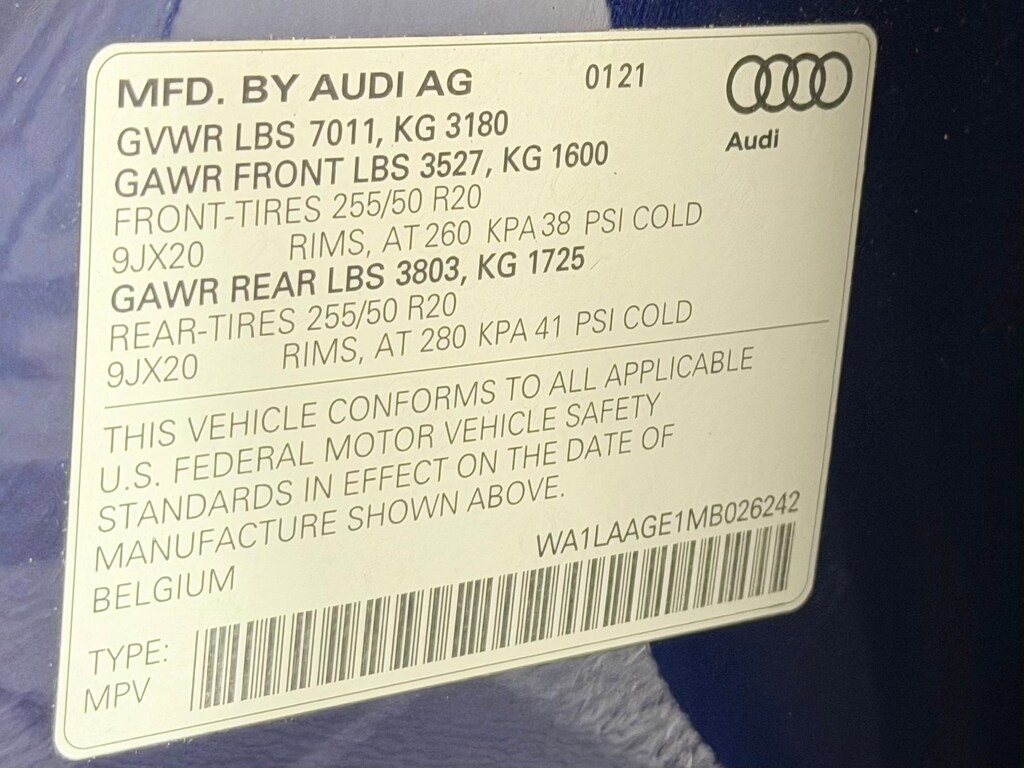 MFD. BY AUDI AG 0121
Audi
GVWR LBS 7011, KG 3180
GAWR FRONT LBS 3527, KG 1600
FRONT-TIRES 255/50 R20
9JX20 RIMS, AT 260 KPA 38 PSI COLD
GAWR REAR LBS 3803, KG 1725
REAR-TIRES 255/50 R20
9JX20 RIMS, AT 280 KPA 41 PSI COLD
THIS VEHICLE CONFORMS TO ALL APPLICABLE
U.S. FEDERAL MOTOR VEHICLE SAFETY
STANDARDS IN EFFECT ON THE DATE OF
MANUFACTURE SHOWN ABOVE.
BELGIUM WA1LAAGE1MB026242
TYPE:
MPV